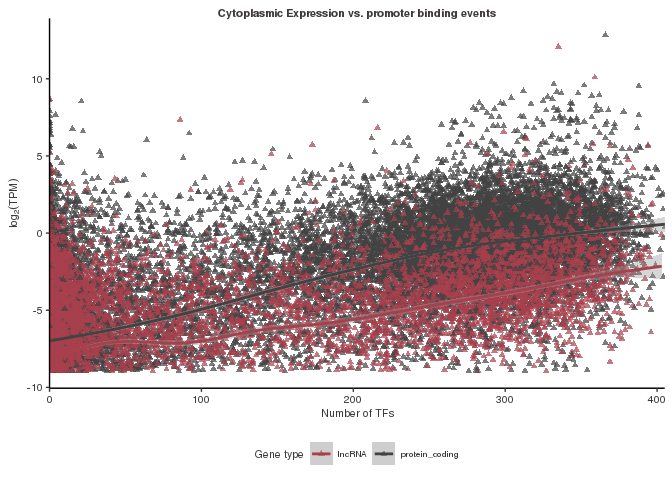 Cytoplasmic Expression vs. promoter binding events
log2(TPM)
10
5
0
-5
-10
0 100 200 300 400
Number of TFs
Gene type lncRNA protein_coding